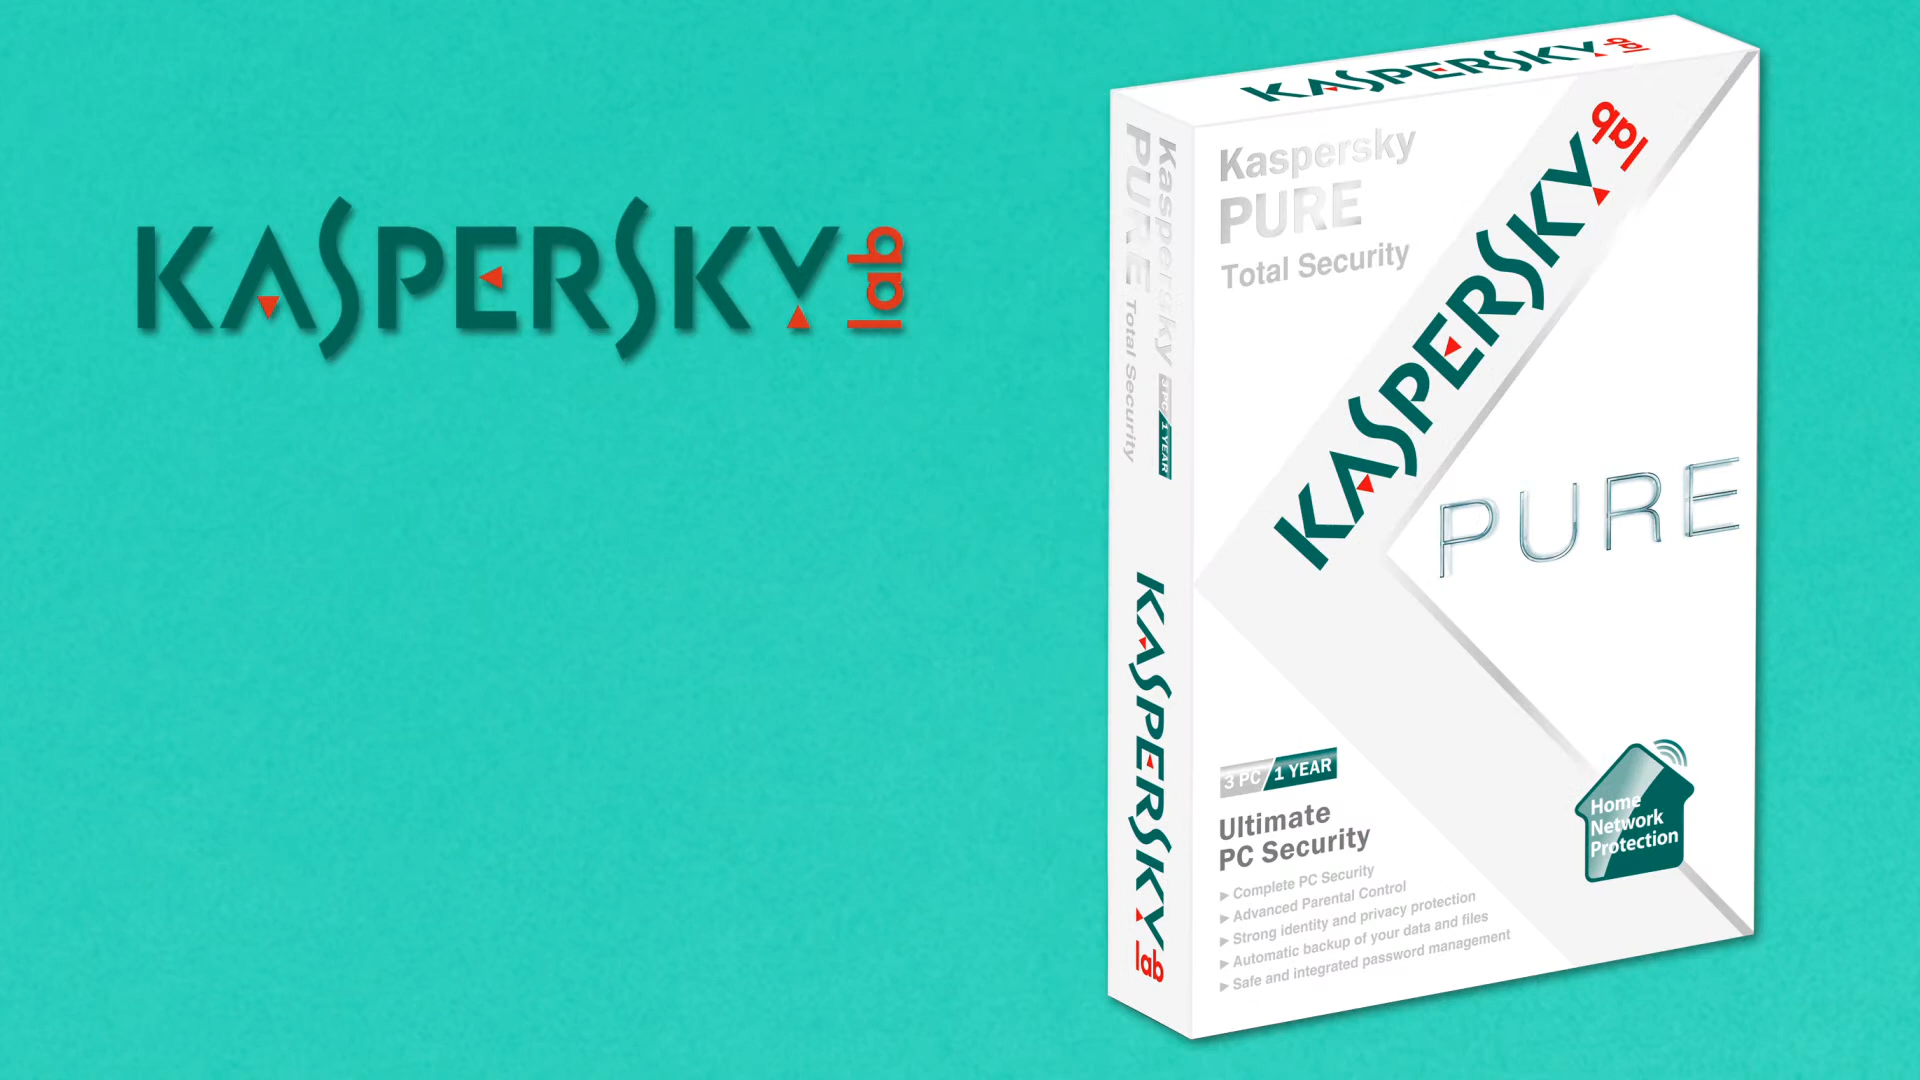 KASPERSKY lab
KASPERSKY lab
Kaspersky
PURE
Total Security
KASPERSKY lab
PURE
3 PC / 1 YEAR
Ultimate
PC Security
▶ Complete PC Security
▶ Advanced Parental Control
▶ Strong identity and privacy protection
▶ Automatic backup of your data and files
▶ Safe and integrated password management
Home
Network
Protection
Kaspersky
PURE Total Security
3 PC / 1 YEAR
KASPERSKY lab